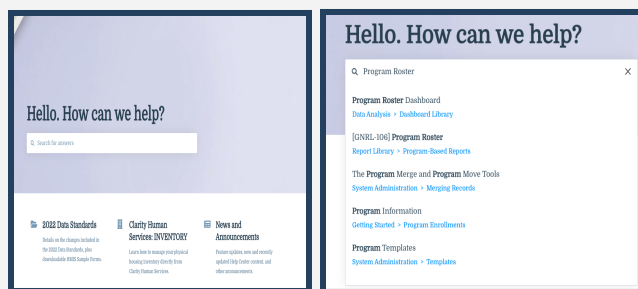 Hello. How can we help?
Search for answers
2022 Data Standards
Details on the changes included in
the 2022 Data Standards, plus
downloadable HMIS Sample Forms.
Clarity Human
Services: INVENTORY
Learn how to manage your physical
housing inventory directly from
Clarity Human Services.
News and
Announcements
Feature updates, new and recently
updated Help Center content, and
other announcements.
Hello. How can we help?
Program Roster
Program Roster Dashboard
Data Analysis > Dashboard Library
[GNRL-106] Program Roster
Report Library > Program-Based Reports
The Program Merge and Program Move Tools
System Administration > Merging Records
Program Information
Getting Started > Program Enrollments
Program Templates
System Administration > Templates